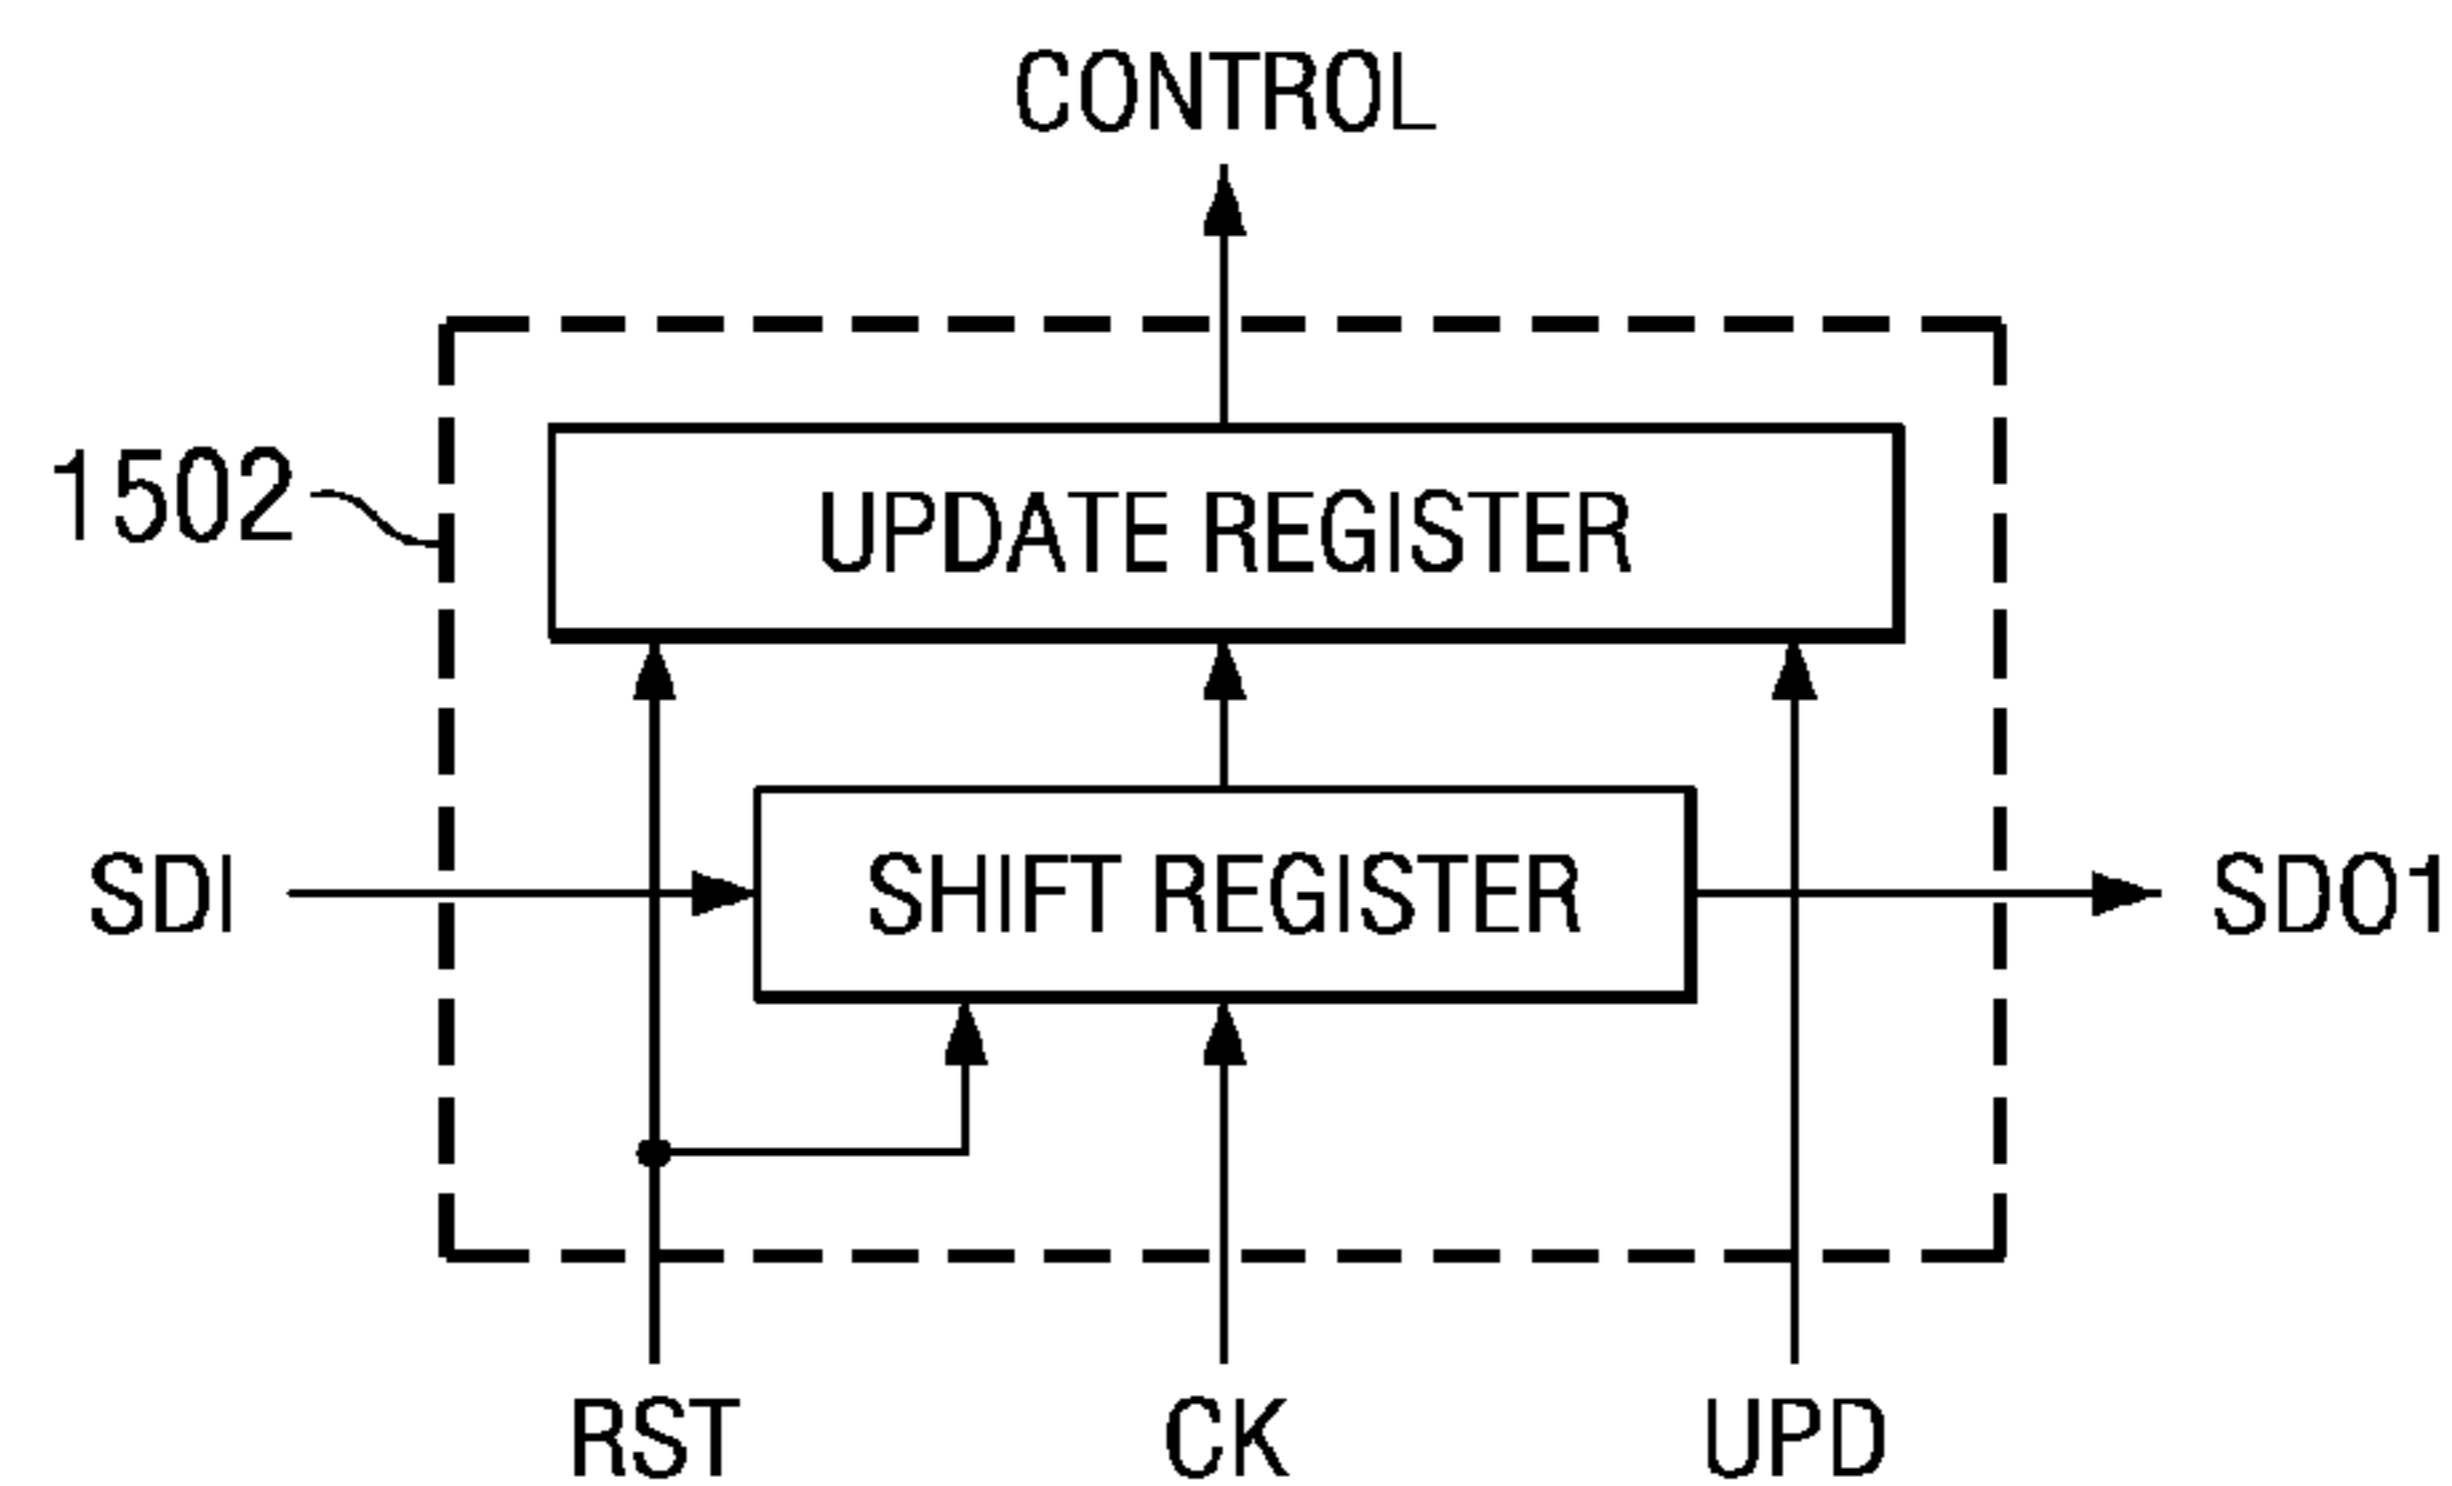 CONTROL
1502
UPDATE REGISTER
SDI
SHIFT REGISTER
SDO1
RST
CK
UPD